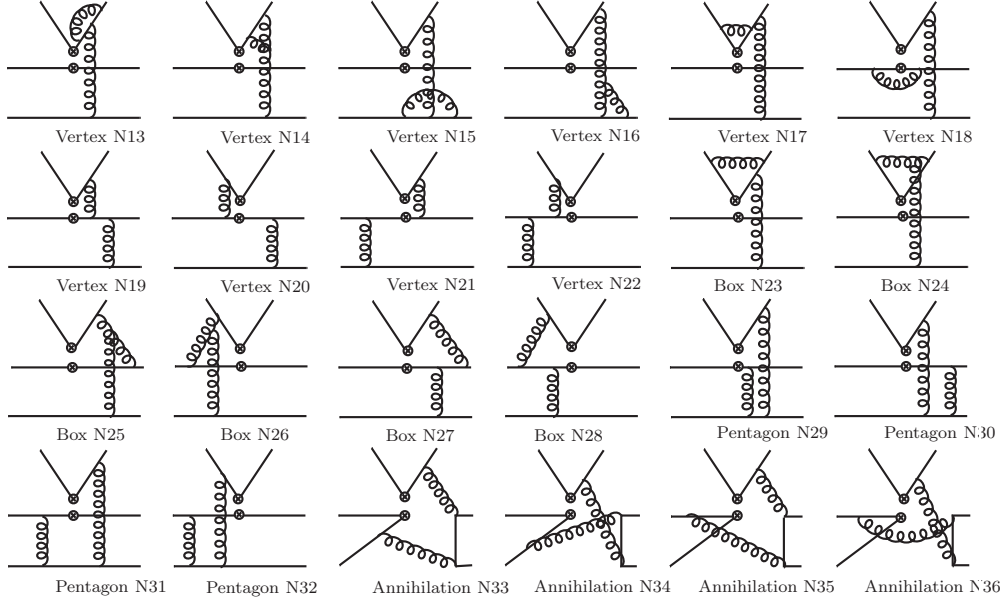 Vertex N13 Vertex N14 Vertex N15 Vertex N16 Vertex N17 Vertex N18
Vertex N19 Vertex N20 Vertex N21 Vertex N22 Box N23 Box N24
Box N25 Box N26 Box N27 Box N28 Pentagon N29 Pentagon N30
Pentagon N31 Pentagon N32 Annihilation N33 Annihilation N34 Annihilation N35 Annihilation N36